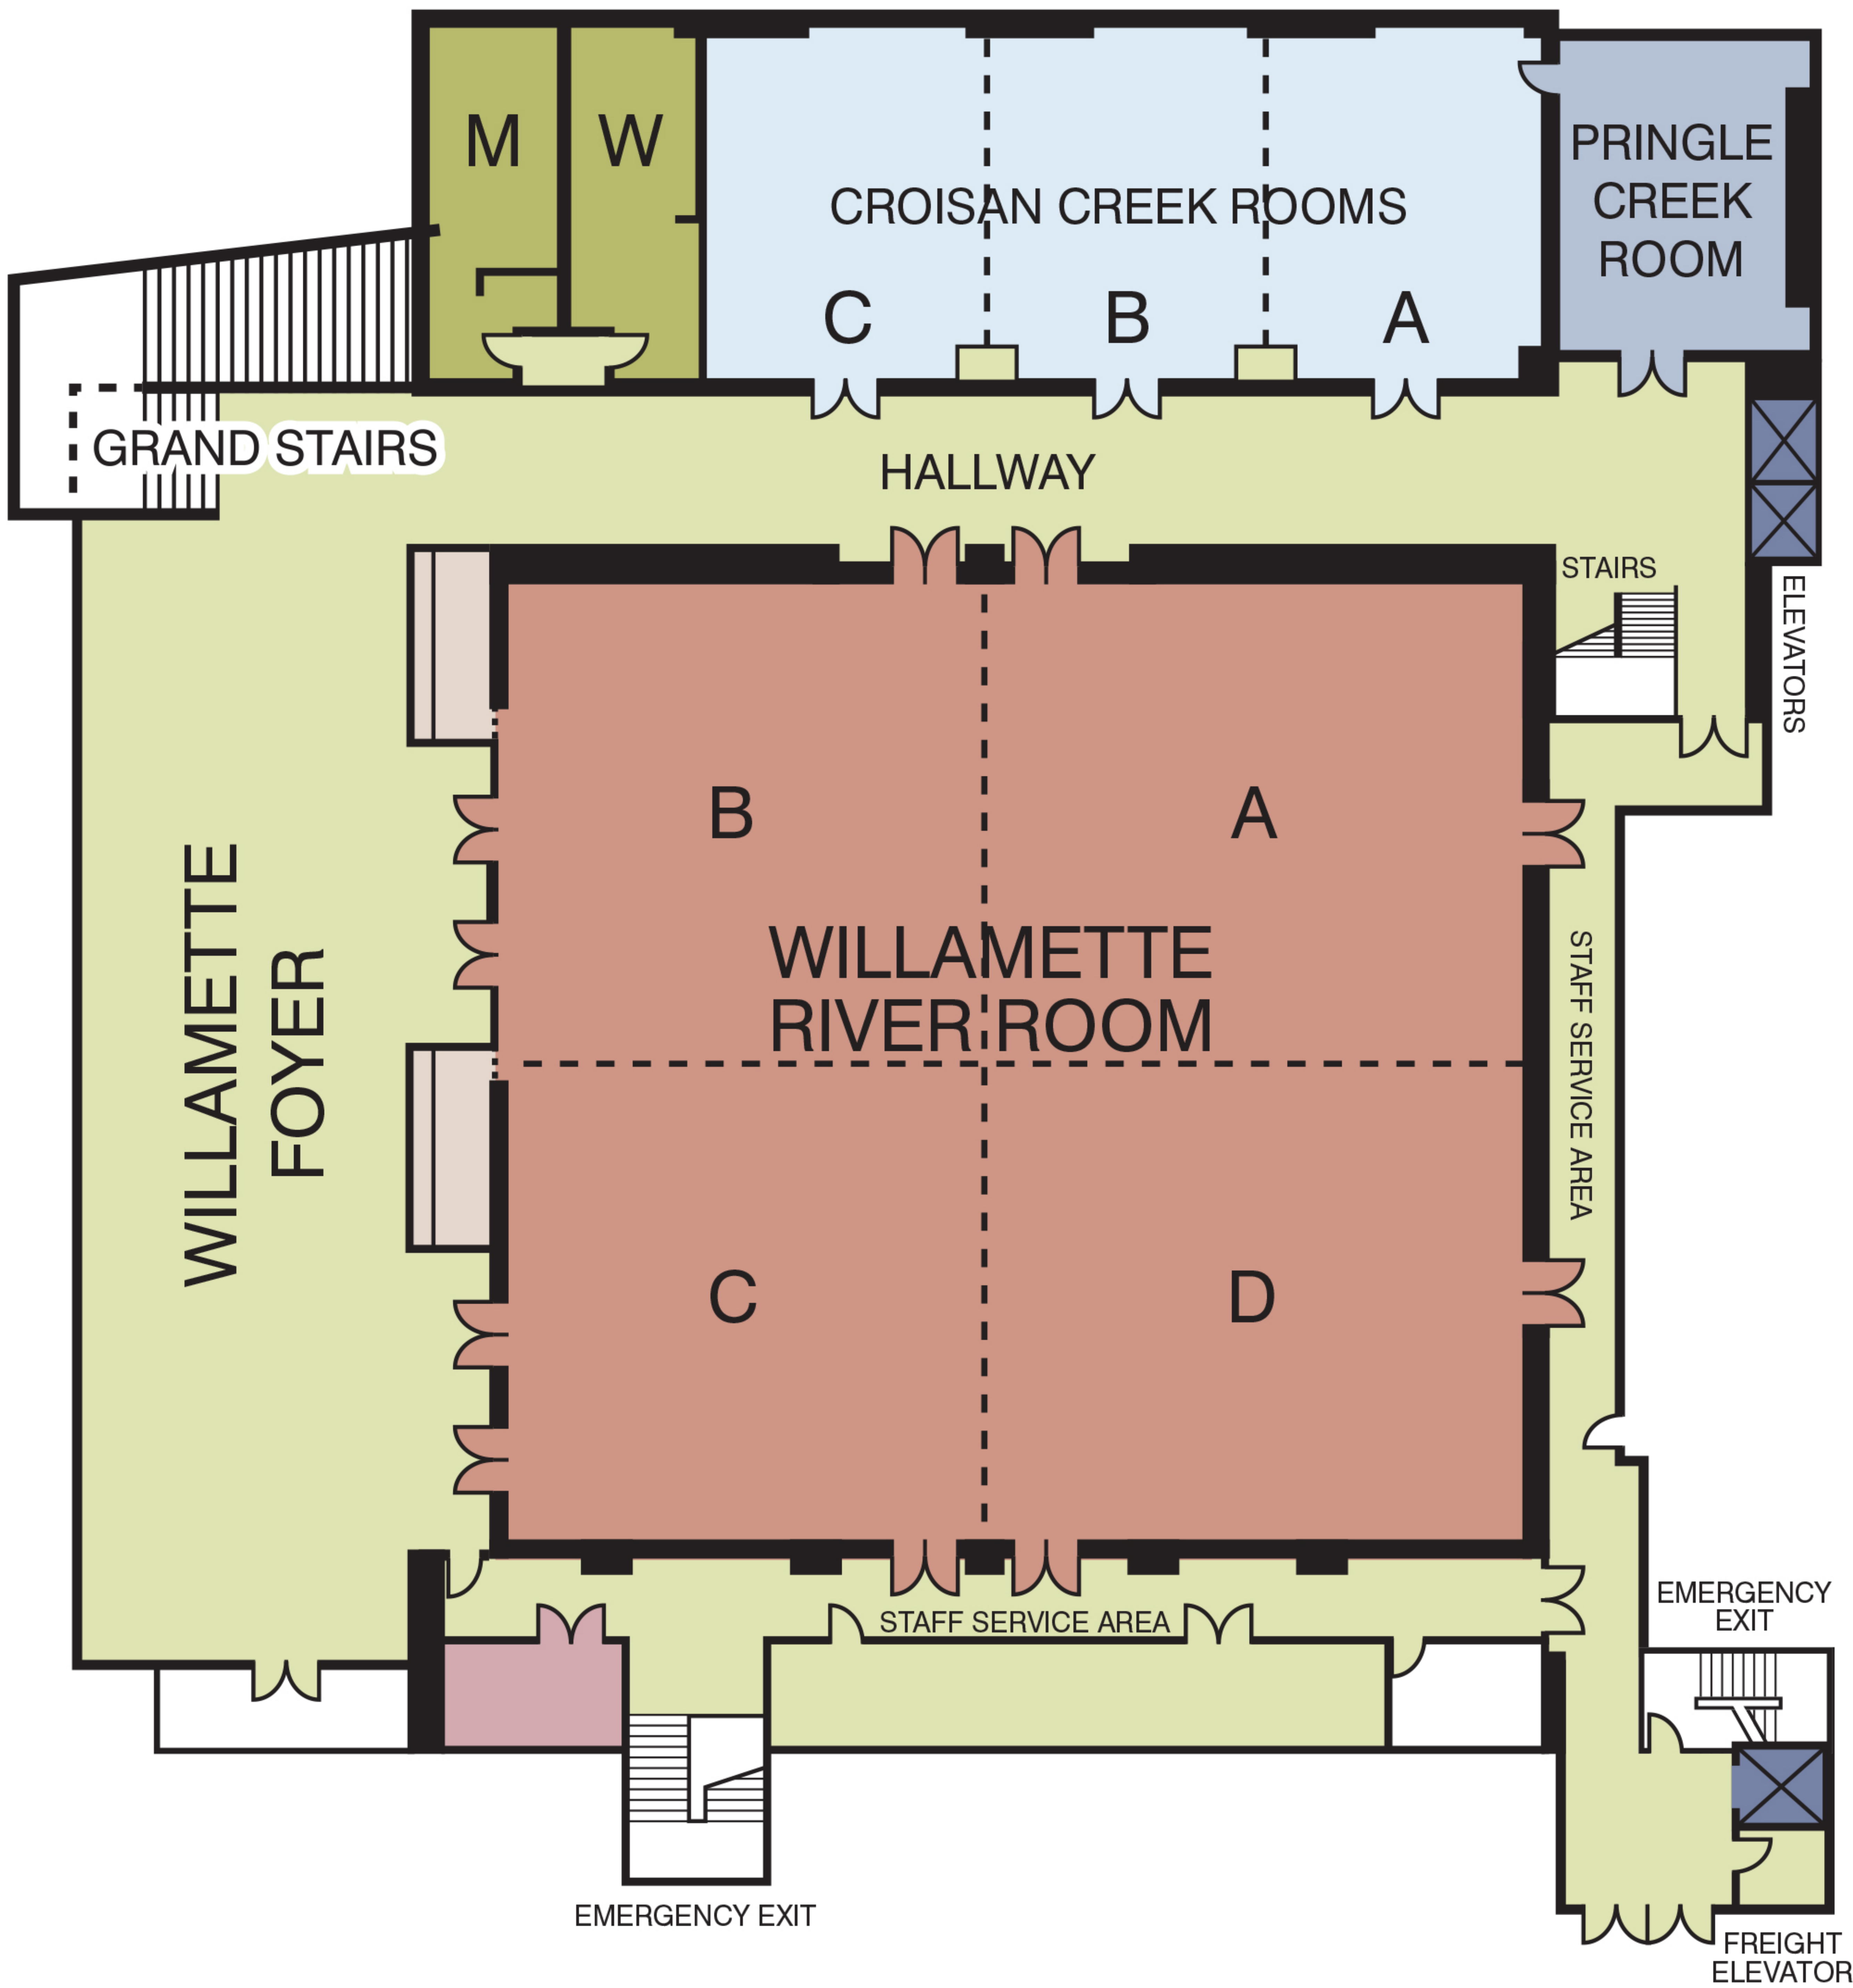 M
W
CROISAN CREEK ROOMS
C
B
A
PRINGLE
CREEK
ROOM
GRAND STAIRS
HALLWAY
STAIRS
ELEVATORS
B
A
WILLAMETTE
RIVER ROOM
WILLAMETTE
FOYER
STAFF SERVICE AREA
C
D
STAFF SERVICE AREA
EMERGENCY
EXIT
EMERGENCY EXIT
FREIGHT
ELEVATOR